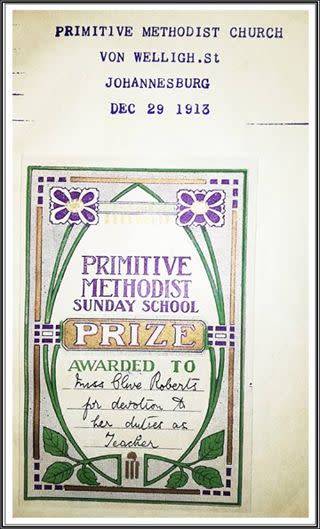 PRIMITIVE METHODIST CHURCH
VON WELLIGH.St
JOHANNESBURG
DEC 29 1913
PRIMITIVE
METHODIST
SUNDAY SCHOOL
PRIZE
AWARDED TO
Miss Olive Roberts
for devotion to
her duties as
Teacher